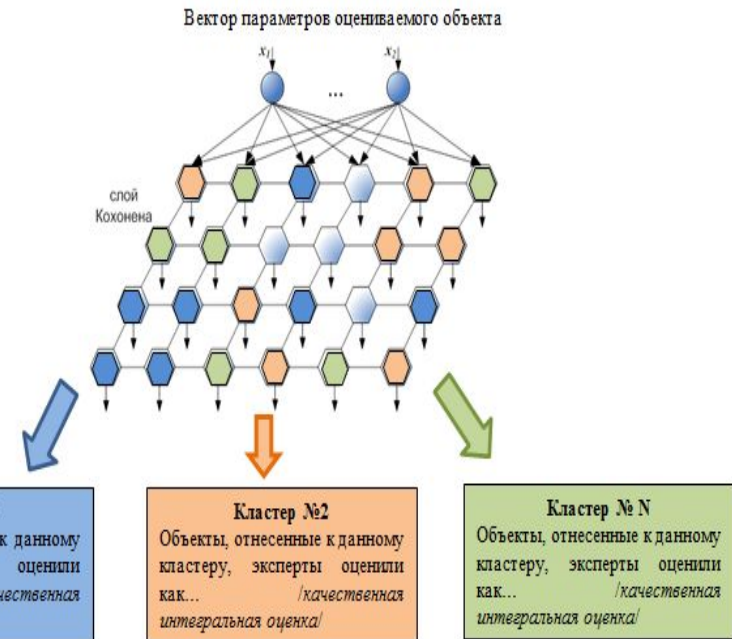 Вектор параметров оцениваемого объекта
x₁ x₂
...
слой
Кохонена
к данному
оценили
Кластер №2
Объекты, отнесенные к данному
кластеру, эксперты оценили
как... /качественная
интегральная оценка/
Кластер № N
Объекты, отнесенные к данному
кластеру, эксперты оценили
как... /качественная
интегральная оценка/